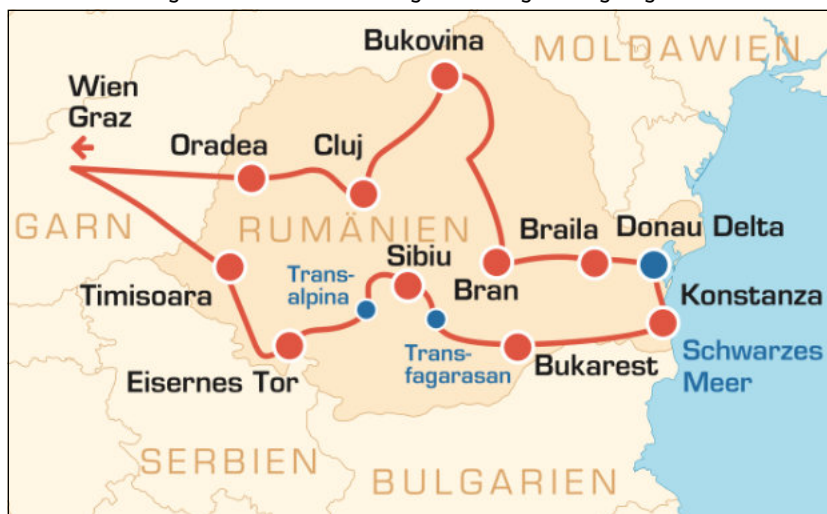 Bukovina
MOLDAWIEN
Wien
Graz
Oradea
Cluj
GARN
RUMÄNIEN
Braila
Donau Delta
Sibiu
Trans-
alpina
Bran
Timisoara
Konstanza
Trans-
fagarasan
Bukarest
Schwarzes
Meer
Eisernes Tor
SERBIEN
BULGARIEN